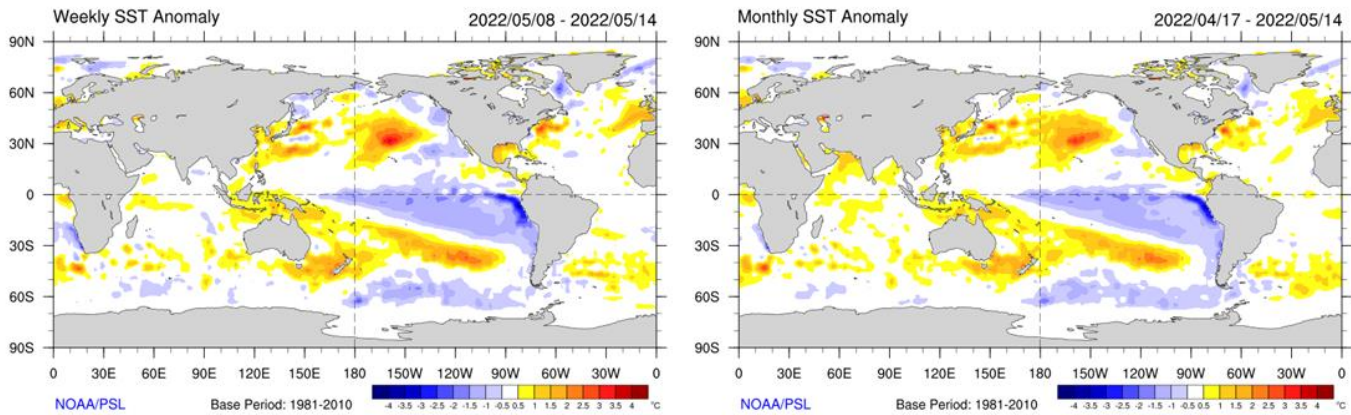 Weekly SST Anomaly 2022/05/08 - 2022/05/14
90N
60N
30N
0
30S
60S
90S
0 30E 60E 90E 120E 150E 180 150W 120W 90W 60W 30W 0
NOAA/PSL Base Period: 1981-2010
-4 -3.5 -3 -2.5 -2 -1.5 -1 -0.5 0.5 1 1.5 2 2.5 3 3.5 4 °C
Monthly SST Anomaly 2022/04/17 - 2022/05/14
90N
60N
30N
0
30S
60S
90S
0 30E 60E 90E 120E 150E 180 150W 120W 90W 60W 30W 0
NOAA/PSL Base Period: 1981-2010
-4 -3.5 -3 -2.5 -2 -1.5 -1 -0.5 0.5 1 1.5 2 2.5 3 3.5 4 °C